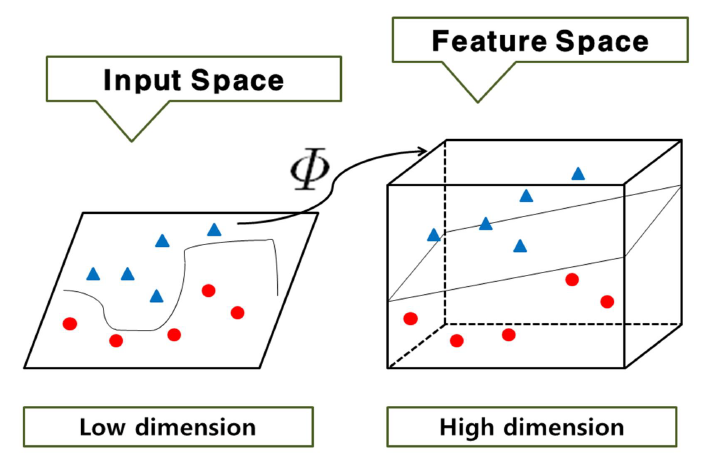 Input Space
Feature Space
Φ
Low dimension
High dimension